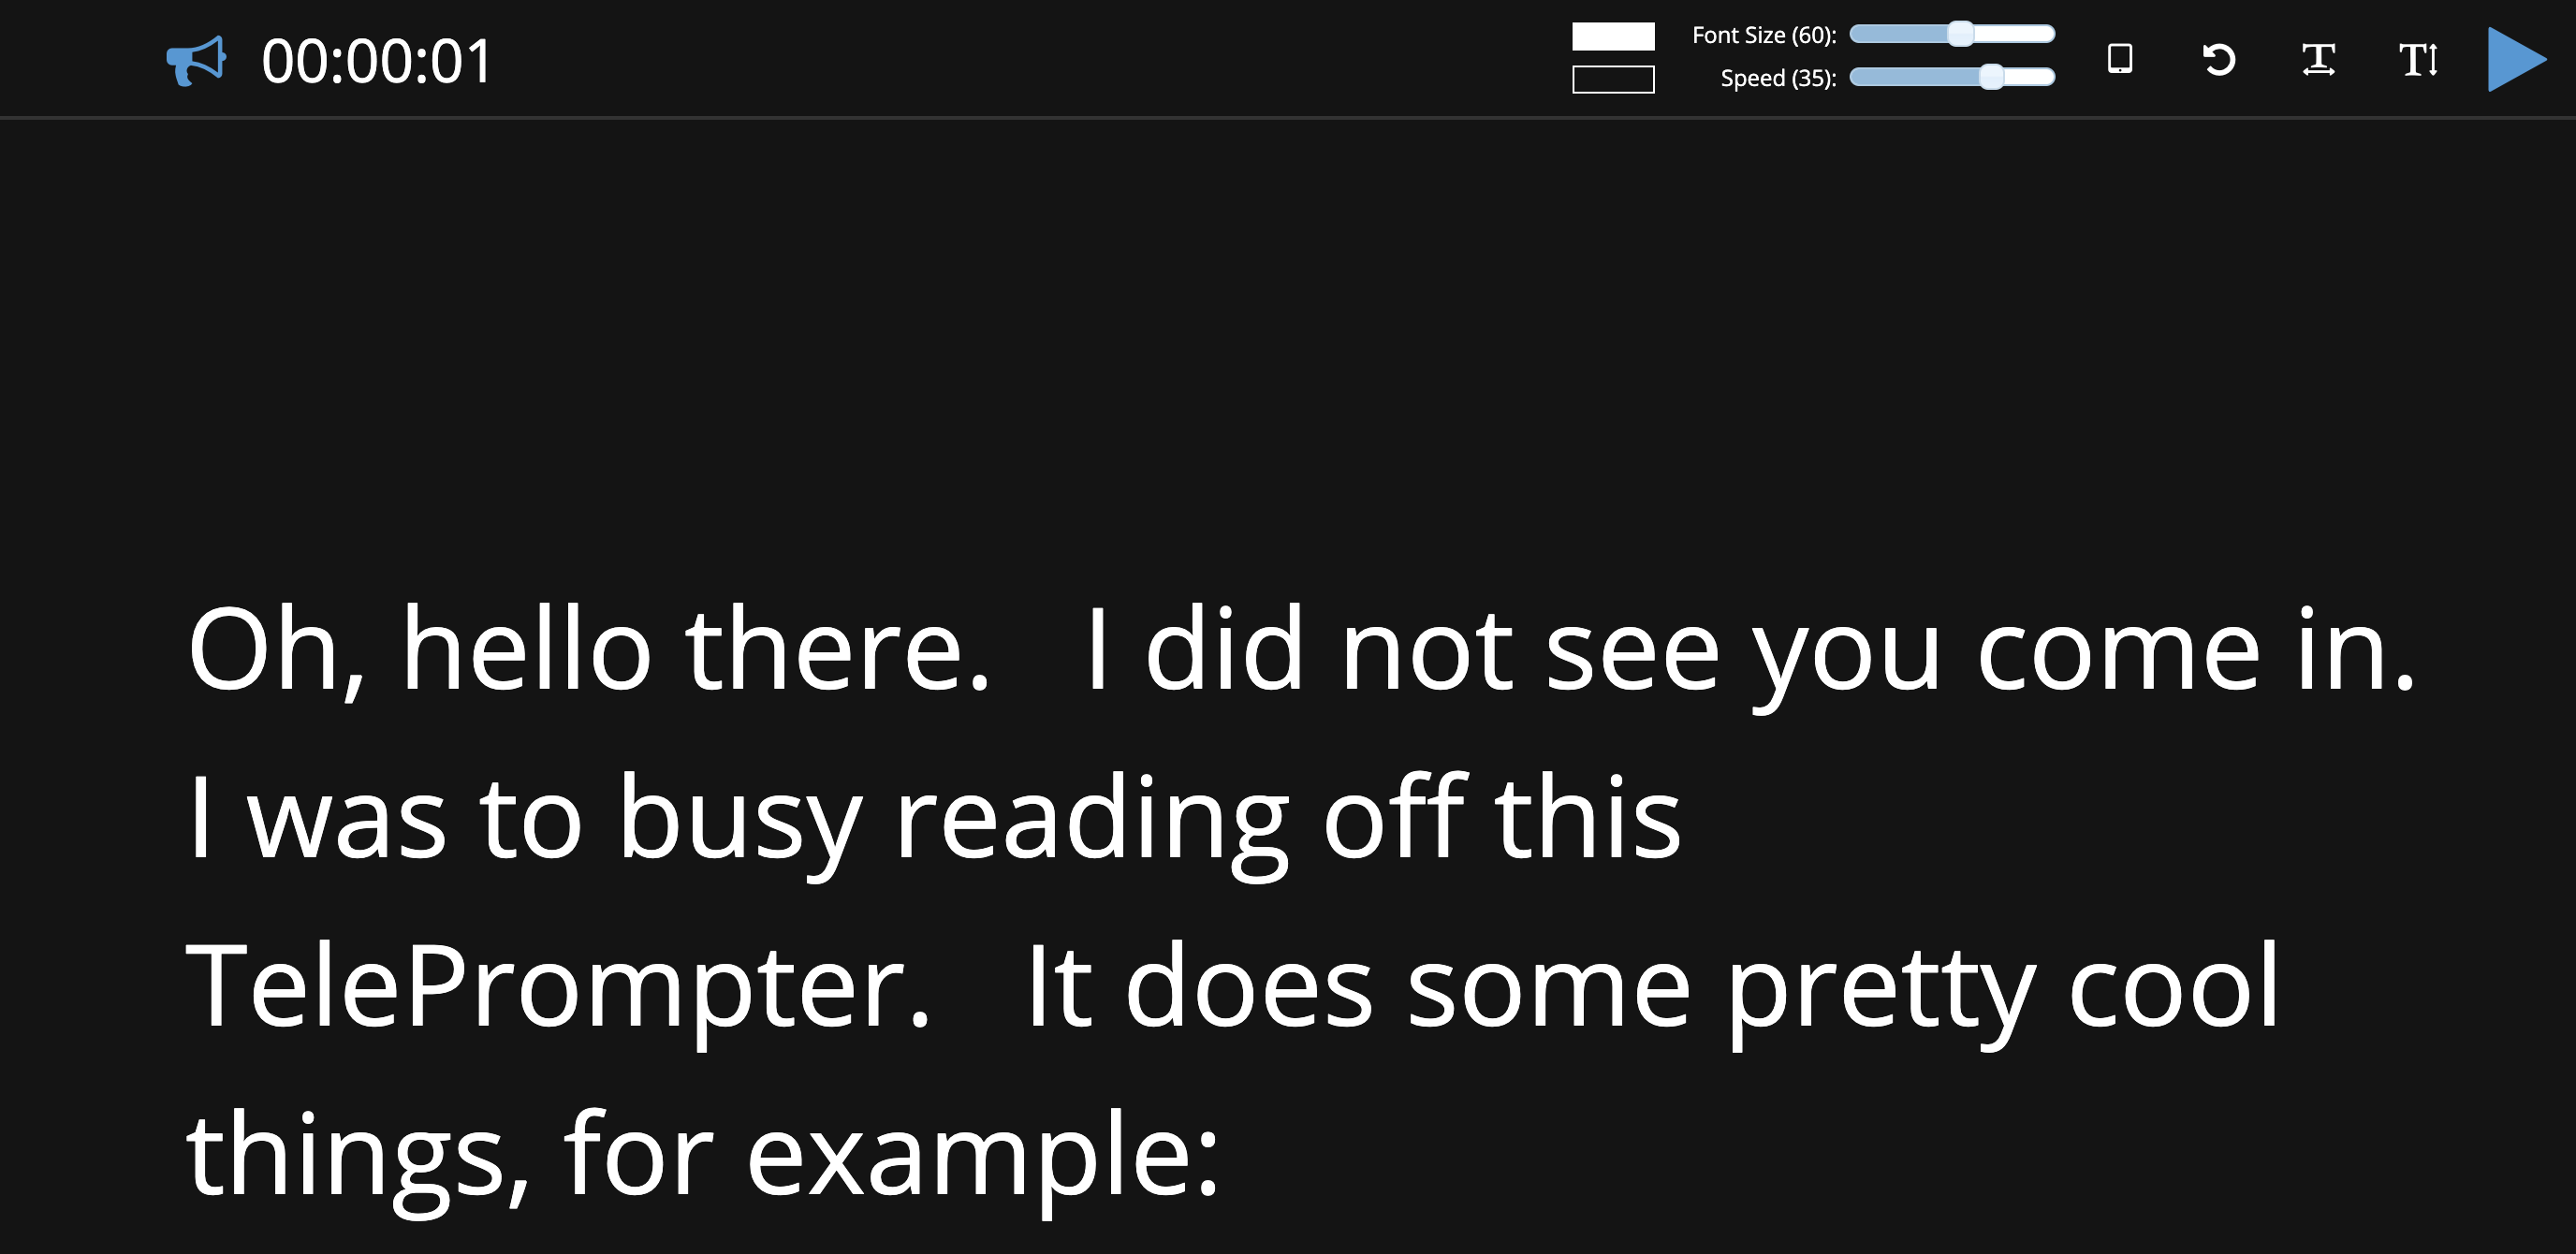 00:00:01
Font Size (60):
Speed (35):
Oh, hello there.   I did not see you come in.
I was to busy reading off this
TelePrompter.   It does some pretty cool
things, for example: